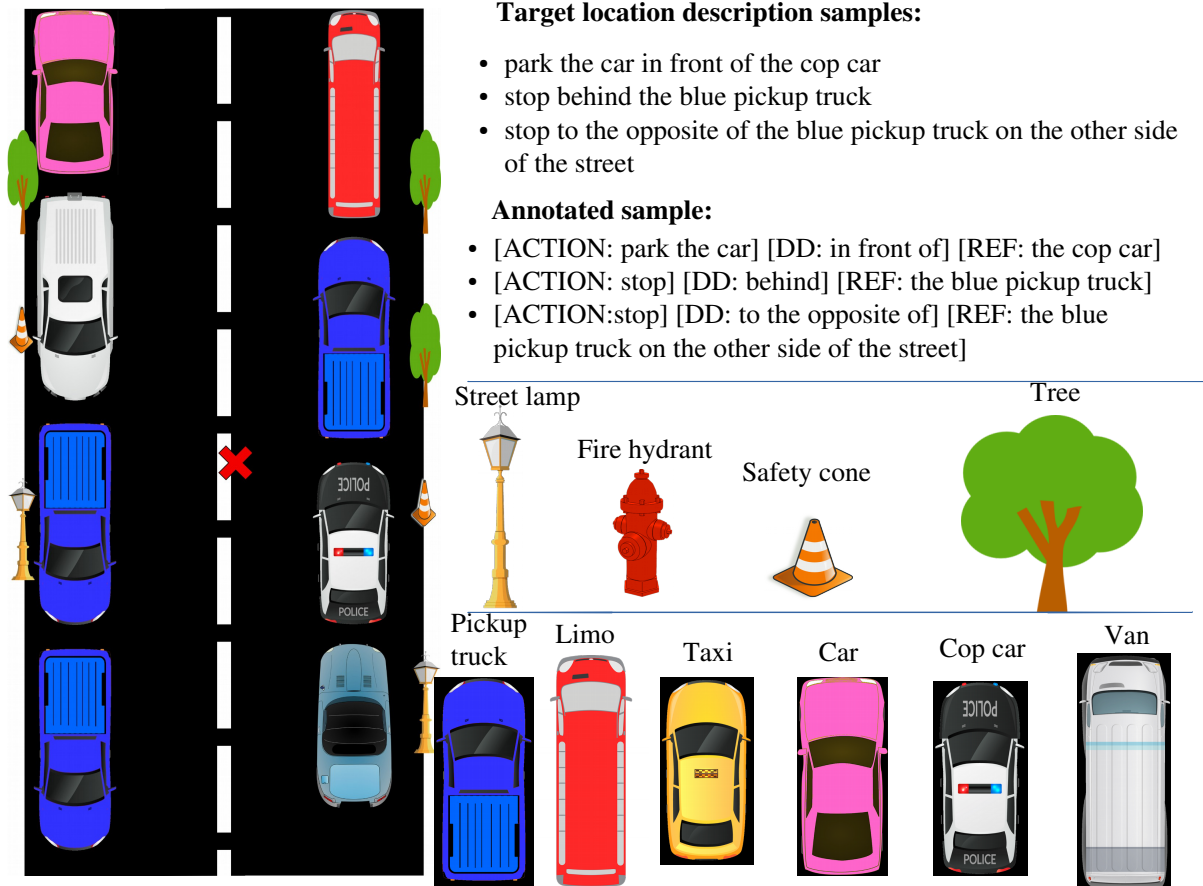 Target location description samples:
• park the car in front of the cop car
• stop behind the blue pickup truck
• stop to the opposite of the blue pickup truck on the other side
of the street
Annotated sample:
• [ACTION: park the car] [DD: in front of] [REF: the cop car]
• [ACTION: stop] [DD: behind] [REF: the blue pickup truck]
• [ACTION:stop] [DD: to the opposite of] [REF: the blue
pickup truck on the other side of the street]
Street lamp
Tree
Fire hydrant
Safety cone
POLICE
POLICE
Pickup
truck
Limo
Taxi
Car
Cop car
Van
POLICE
POLICE